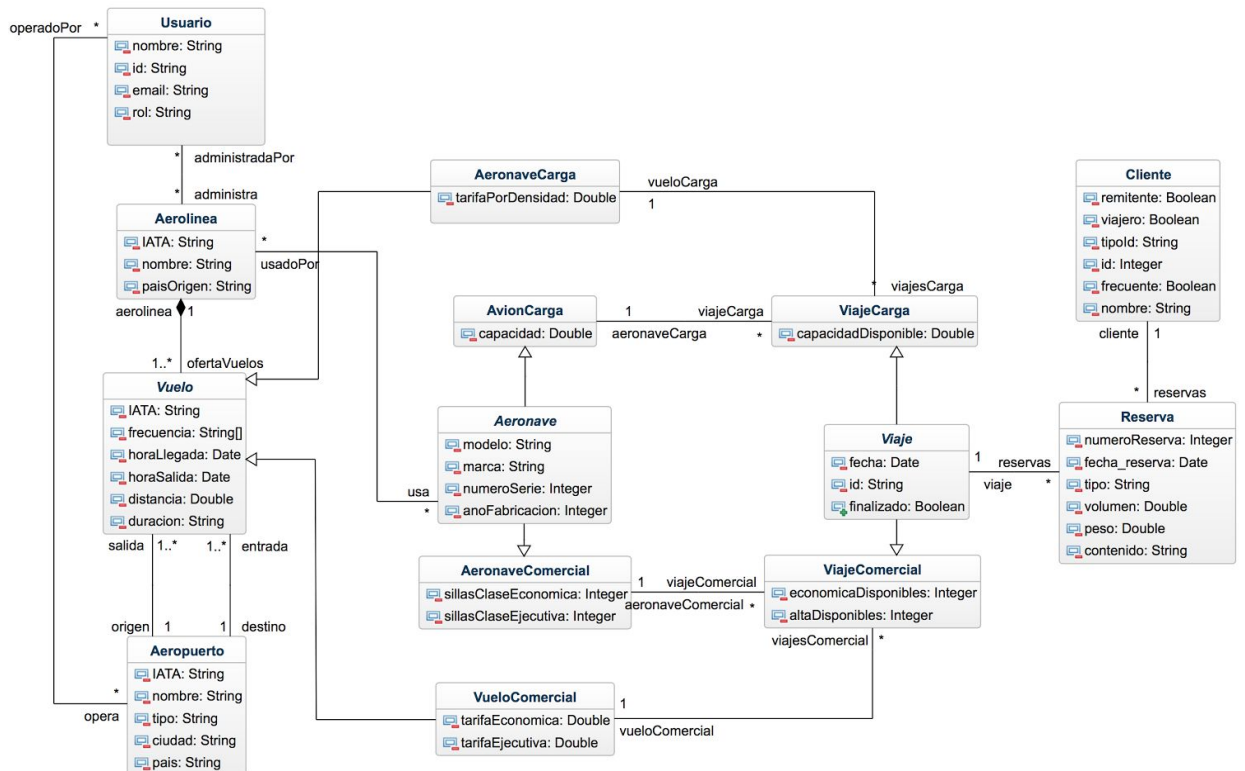 operadoPor *
Usuario
nombre: String
id: String
email: String
rol: String
* administradaPor
* administra
Aerolinea
IATA: String
nombre: String
paisOrigen: String
*
usadoPor
aerolinea 1
1..* ofertaVuelos
Vuelo
IATA: String
frecuencia: String[]
horaLlegada: Date
horaSalida: Date
distancia: Double
duracion: String
salida 1..* 1..* entrada
origen 1 1 destino
Aeropuerto
IATA: String
nombre: String
tipo: String
ciudad: String
pais: String
*
opera
AeronaveCarga
tarifaPorDensidad: Double
vueloCarga
1
* viajesCarga
AvionCarga
capacidad: Double
1 viajeCarga
aeronaveCarga *
ViajeCarga
capacidadDisponible: Double
Aeronave
modelo: String
marca: String
numeroSerie: Integer
anoFabricacion: Integer
usa
*
Viaje
fecha: Date
id: String
finalizado: Boolean
1 reservas
viaje *
AeronaveComercial
sillasClaseEconomica: Integer
sillasClaseEjecutiva: Integer
1 viajeComercial
aeronaveComercial *
ViajeComercial
economicaDisponibles: Integer
altaDisponibles: Integer
viajesComercial *
VueloComercial
tarifaEconomica: Double
tarifaEjecutiva: Double
1
vueloComercial
Cliente
remitente: Boolean
viajero: Boolean
tipoId: String
id: Integer
frecuente: Boolean
nombre: String
cliente 1
* reservas
Reserva
numeroReserva: Integer
fecha_reserva: Date
tipo: String
volumen: Double
peso: Double
contenido: String